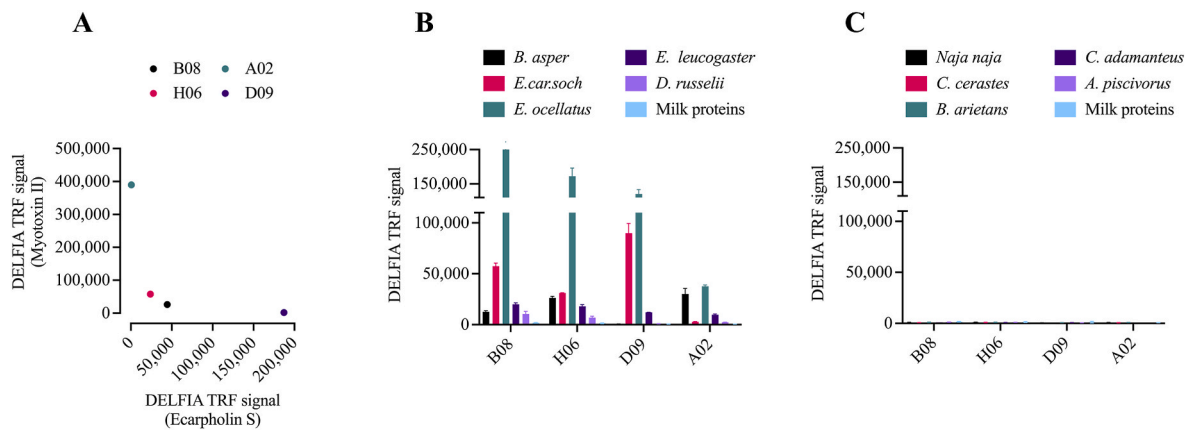 A
B08
A02
H06
D09
DELFIA TRF signal
(Myotoxin II)
500,000
400,000
300,000
200,000
100,000
0
0
50,000
100,000
150,000
200,000
DELFIA TRF signal
(Ecarpholin S)
B
B. asper
E. leucogaster
E.car.soch
D. russelii
E. ocellatus
Milk proteins
DELFIA TRF signal
250,000
150,000
100,000
50,000
0
B08
H06
D09
A02
C
Naja naja
C. adamanteus
C. cerastes
A. piscivorus
B. arietans
Milk proteins
DELFIA TRF signal
250,000
150,000
100,000
50,000
0
B08
H06
D09
A02